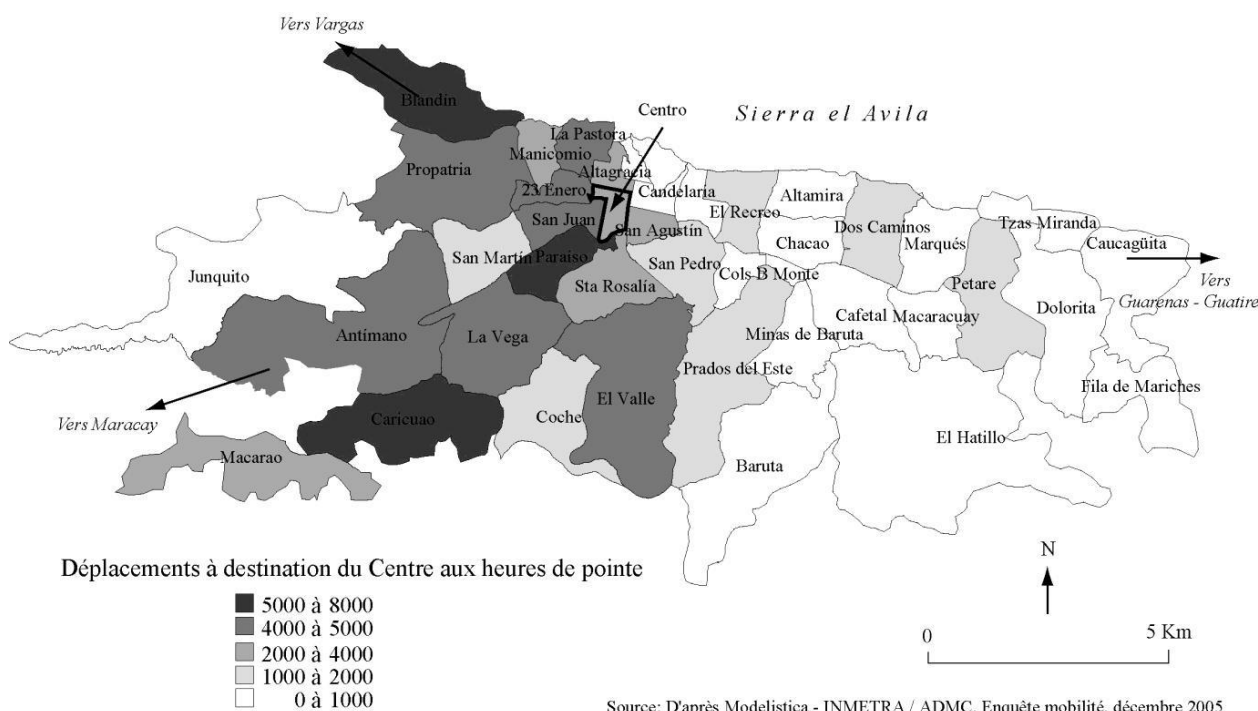 Vers Vargas
Blandín
Centro
Sierra el Avila
La Pastora
Manicomio
Propatria
Altagracia
23 Enero
Candelaria
Altamira
El Recreo
San Juan
San Agustín
Dos Caminos
Tzas Miranda
Chacao
Marqués
Caucagüita
San Martín
Paraiso
San Pedro
Cols B Monte
Junquito
Sta Rosalía
Petare
Vers
Guarenas - Guatire
Antímano
La Vega
Minas de Baruta
Cafetal
Macaracuay
Dolorita
Prados del Este
Fila de Mariches
Vers Maracay
Caricuao
Coche
El Valle
El Hatillo
Macarao
Baruta
Déplacements à destination du Centre aux heures de pointe
5000 à 8000
4000 à 5000
2000 à 4000
1000 à 2000
0 à 1000
N
0 5 Km
Source: D'après Modelistica - INMETRA / ADMC, Enquête mobilité, décembre 2005